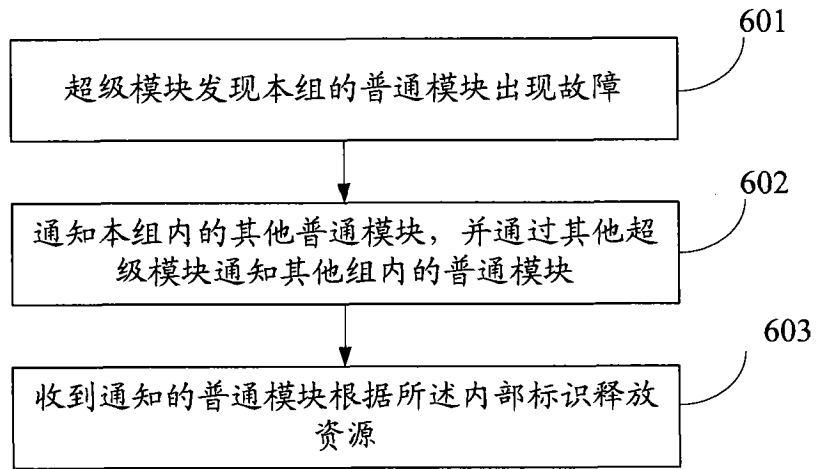 601
超级模块发现本组的普通模块出现故障
602
通知本组内的其他普通模块，并通过其他超
级模块通知其他组内的普通模块
603
收到通知的普通模块根据所述内部标识释放
资源